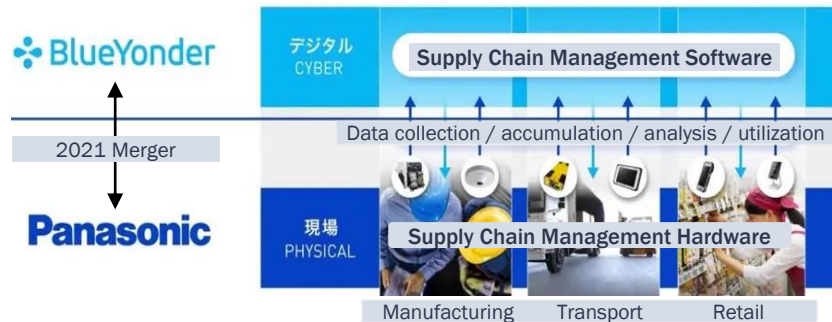 BlueYonder
デジタル
CYBER
Supply Chain Management Software
Data collection / accumulation / analysis / utilization
2021 Merger
Panasonic
現場
PHYSICAL
Supply Chain Management Hardware
Manufacturing
Transport
Retail